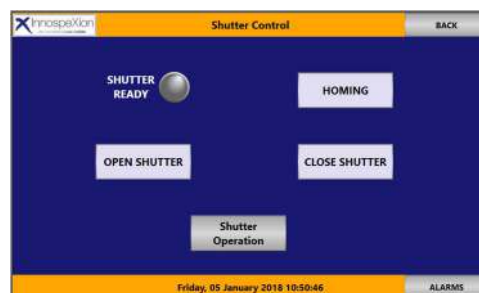 InnospeXion
Shutter Control
BACK
SHUTTER
READY
HOMING
OPEN SHUTTER
CLOSE SHUTTER
Shutter
Operation
Friday, 05 January 2018 10:50:46
ALARMS